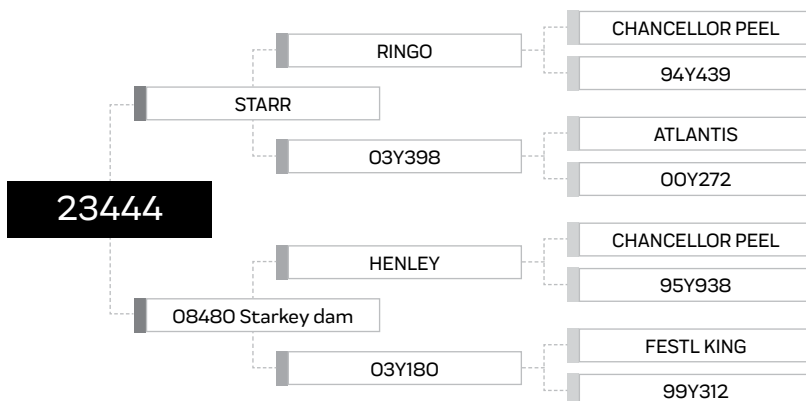 CHANCELLOR PEEL
RINGO
94Y439
STARR
ATLANTIS
03Y398
00Y272
23444
CHANCELLOR PEEL
HENLEY
95Y938
08480 Starkey dam
FESTL KING
03Y180
99Y312